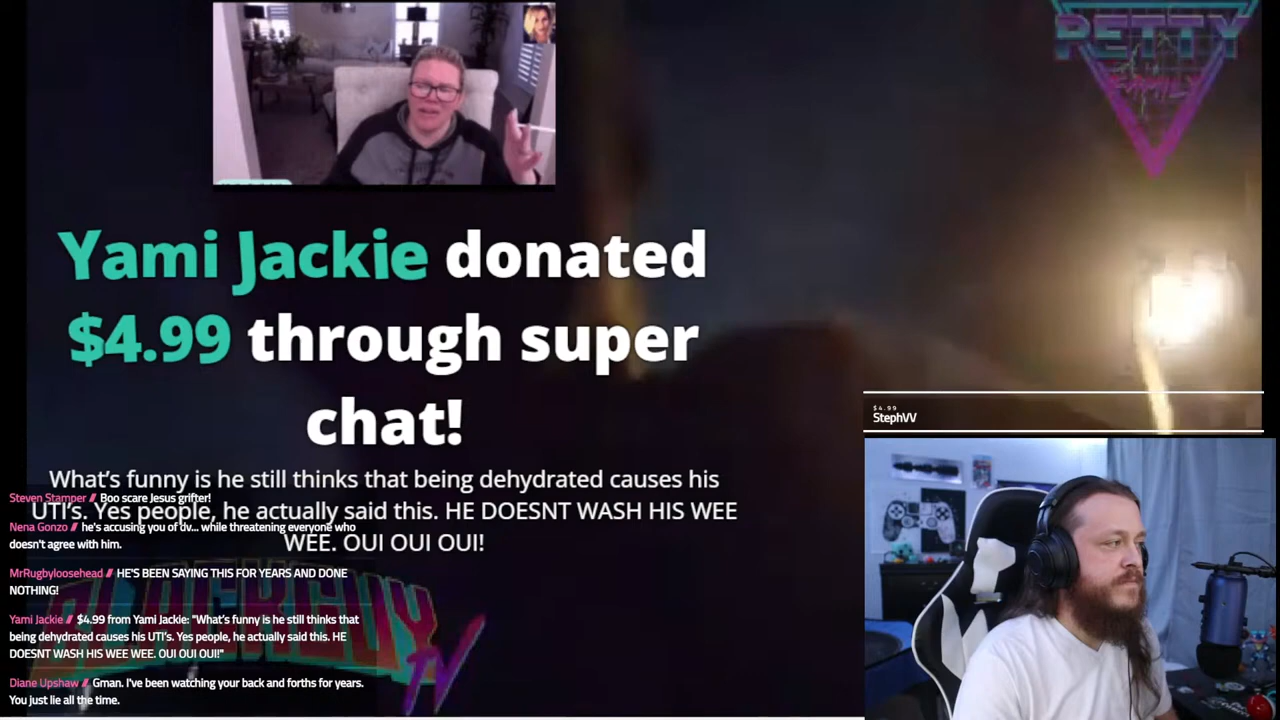 PETTY
FAMILY
Yami Jackie donated
$4.99 through super
chat!
What's funny is he still thinks that being dehydrated causes his
UTI's. Yes people, he actually said this. HE DOESNT WASH HIS WEE
WEE. OUI OUI OUI!
Steven Stamper // Boo scare Jesus grifter!
Nena Gonzo // he's accusing you of dv... while threatening everyone who
doesn't agree with him.
MrRugbyloosehead // HE'S BEEN SAYING THIS FOR YEARS AND DONE
NOTHING!
Yami Jackie // $4.99 from Yami Jackie: "What's funny is he still thinks that
being dehydrated causes his UTI's. Yes people, he actually said this. HE
DOESNT WASH HIS WEE WEE. OUI OUI OUI!"
Diane Upshaw // Gman. I've been watching your back and forths for years.
You just lie all the time.
BLACKGUY
TV
$4.99
StephVV